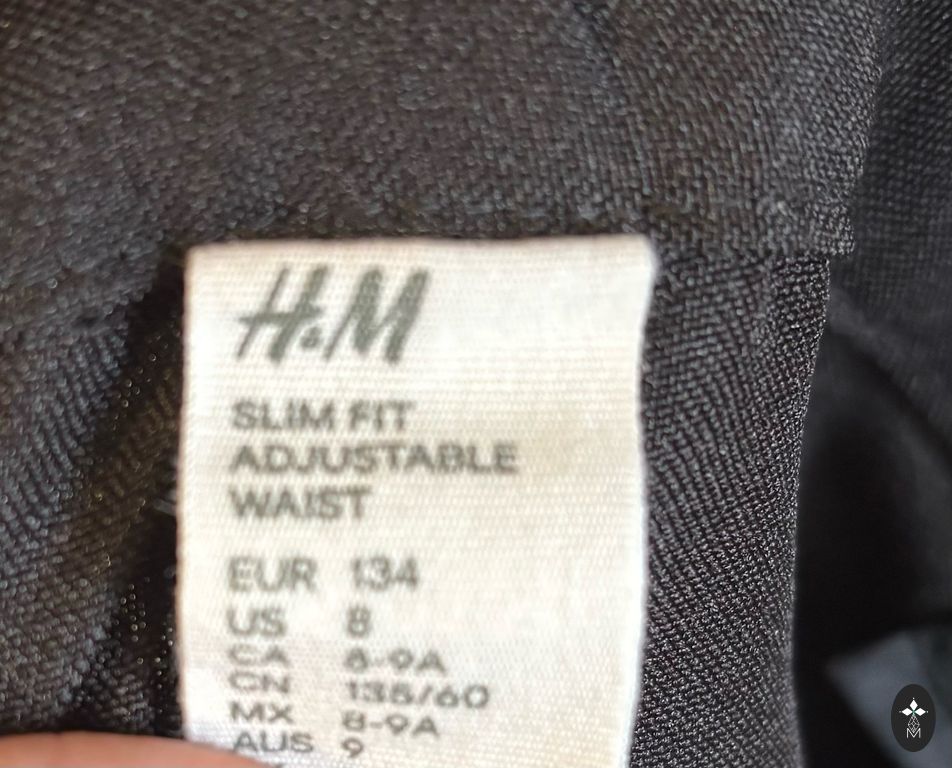 H&M
SLIM FIT
ADJUSTABLE
WAIST
EUR 134
US 8
CA 8-9A
CN 135/60
MX 8-9A
AUS 9
M